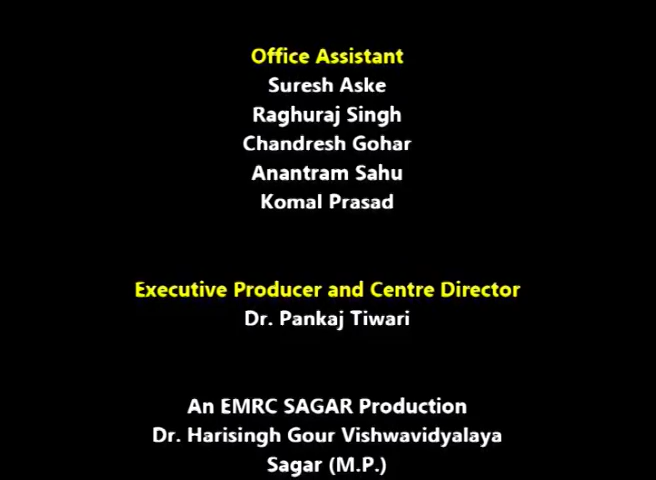 Office Assistant
Suresh Aske
Raghuraj Singh
Chandresh Gohar
Anantram Sahu
Komal Prasad
Executive Producer and Centre Director
Dr. Pankaj Tiwari
An EMRC SAGAR Production
Dr. Harisingh Gour Vishwavidyalaya
Sagar (M.P.)